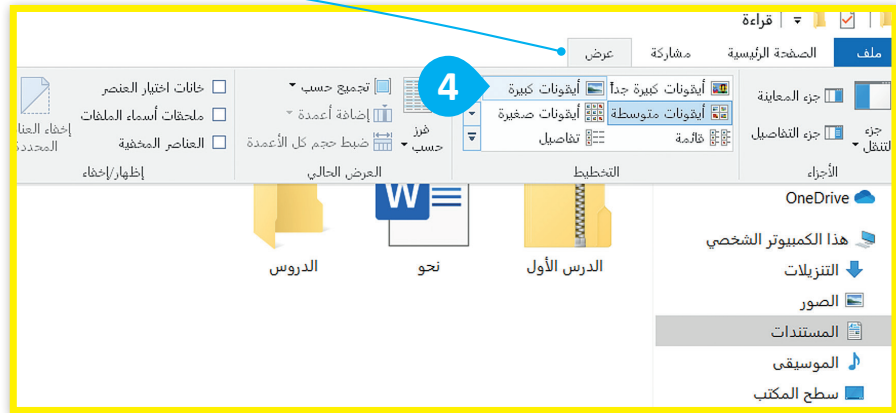 قراءة
ملف الصفحة الرئيسية مشاركة عرض
جزء التنقل
جزء المعاينة
جزء التفاصيل
الأجزاء
أيقونات كبيرة جداً أيقونات كبيرة
أيقونات متوسطة أيقونات صغيرة
قائمة تفاصيل
التخطيط
4
فرز حسب
تجميع حسب
إضافة أعمدة
ضبط حجم كل الأعمدة
العرض الحالي
خانات اختيار العنصر
ملحقات أسماء الملفات
العناصر المخفية
إخفاء العنا
المحددة
إظهار/إخفاء
OneDrive
هذا الكمبيوتر الشخصي
التنزيلات
الصور
المستندات
الموسيقى
سطح المكتب
W
الدرس الأول نحو الدروس